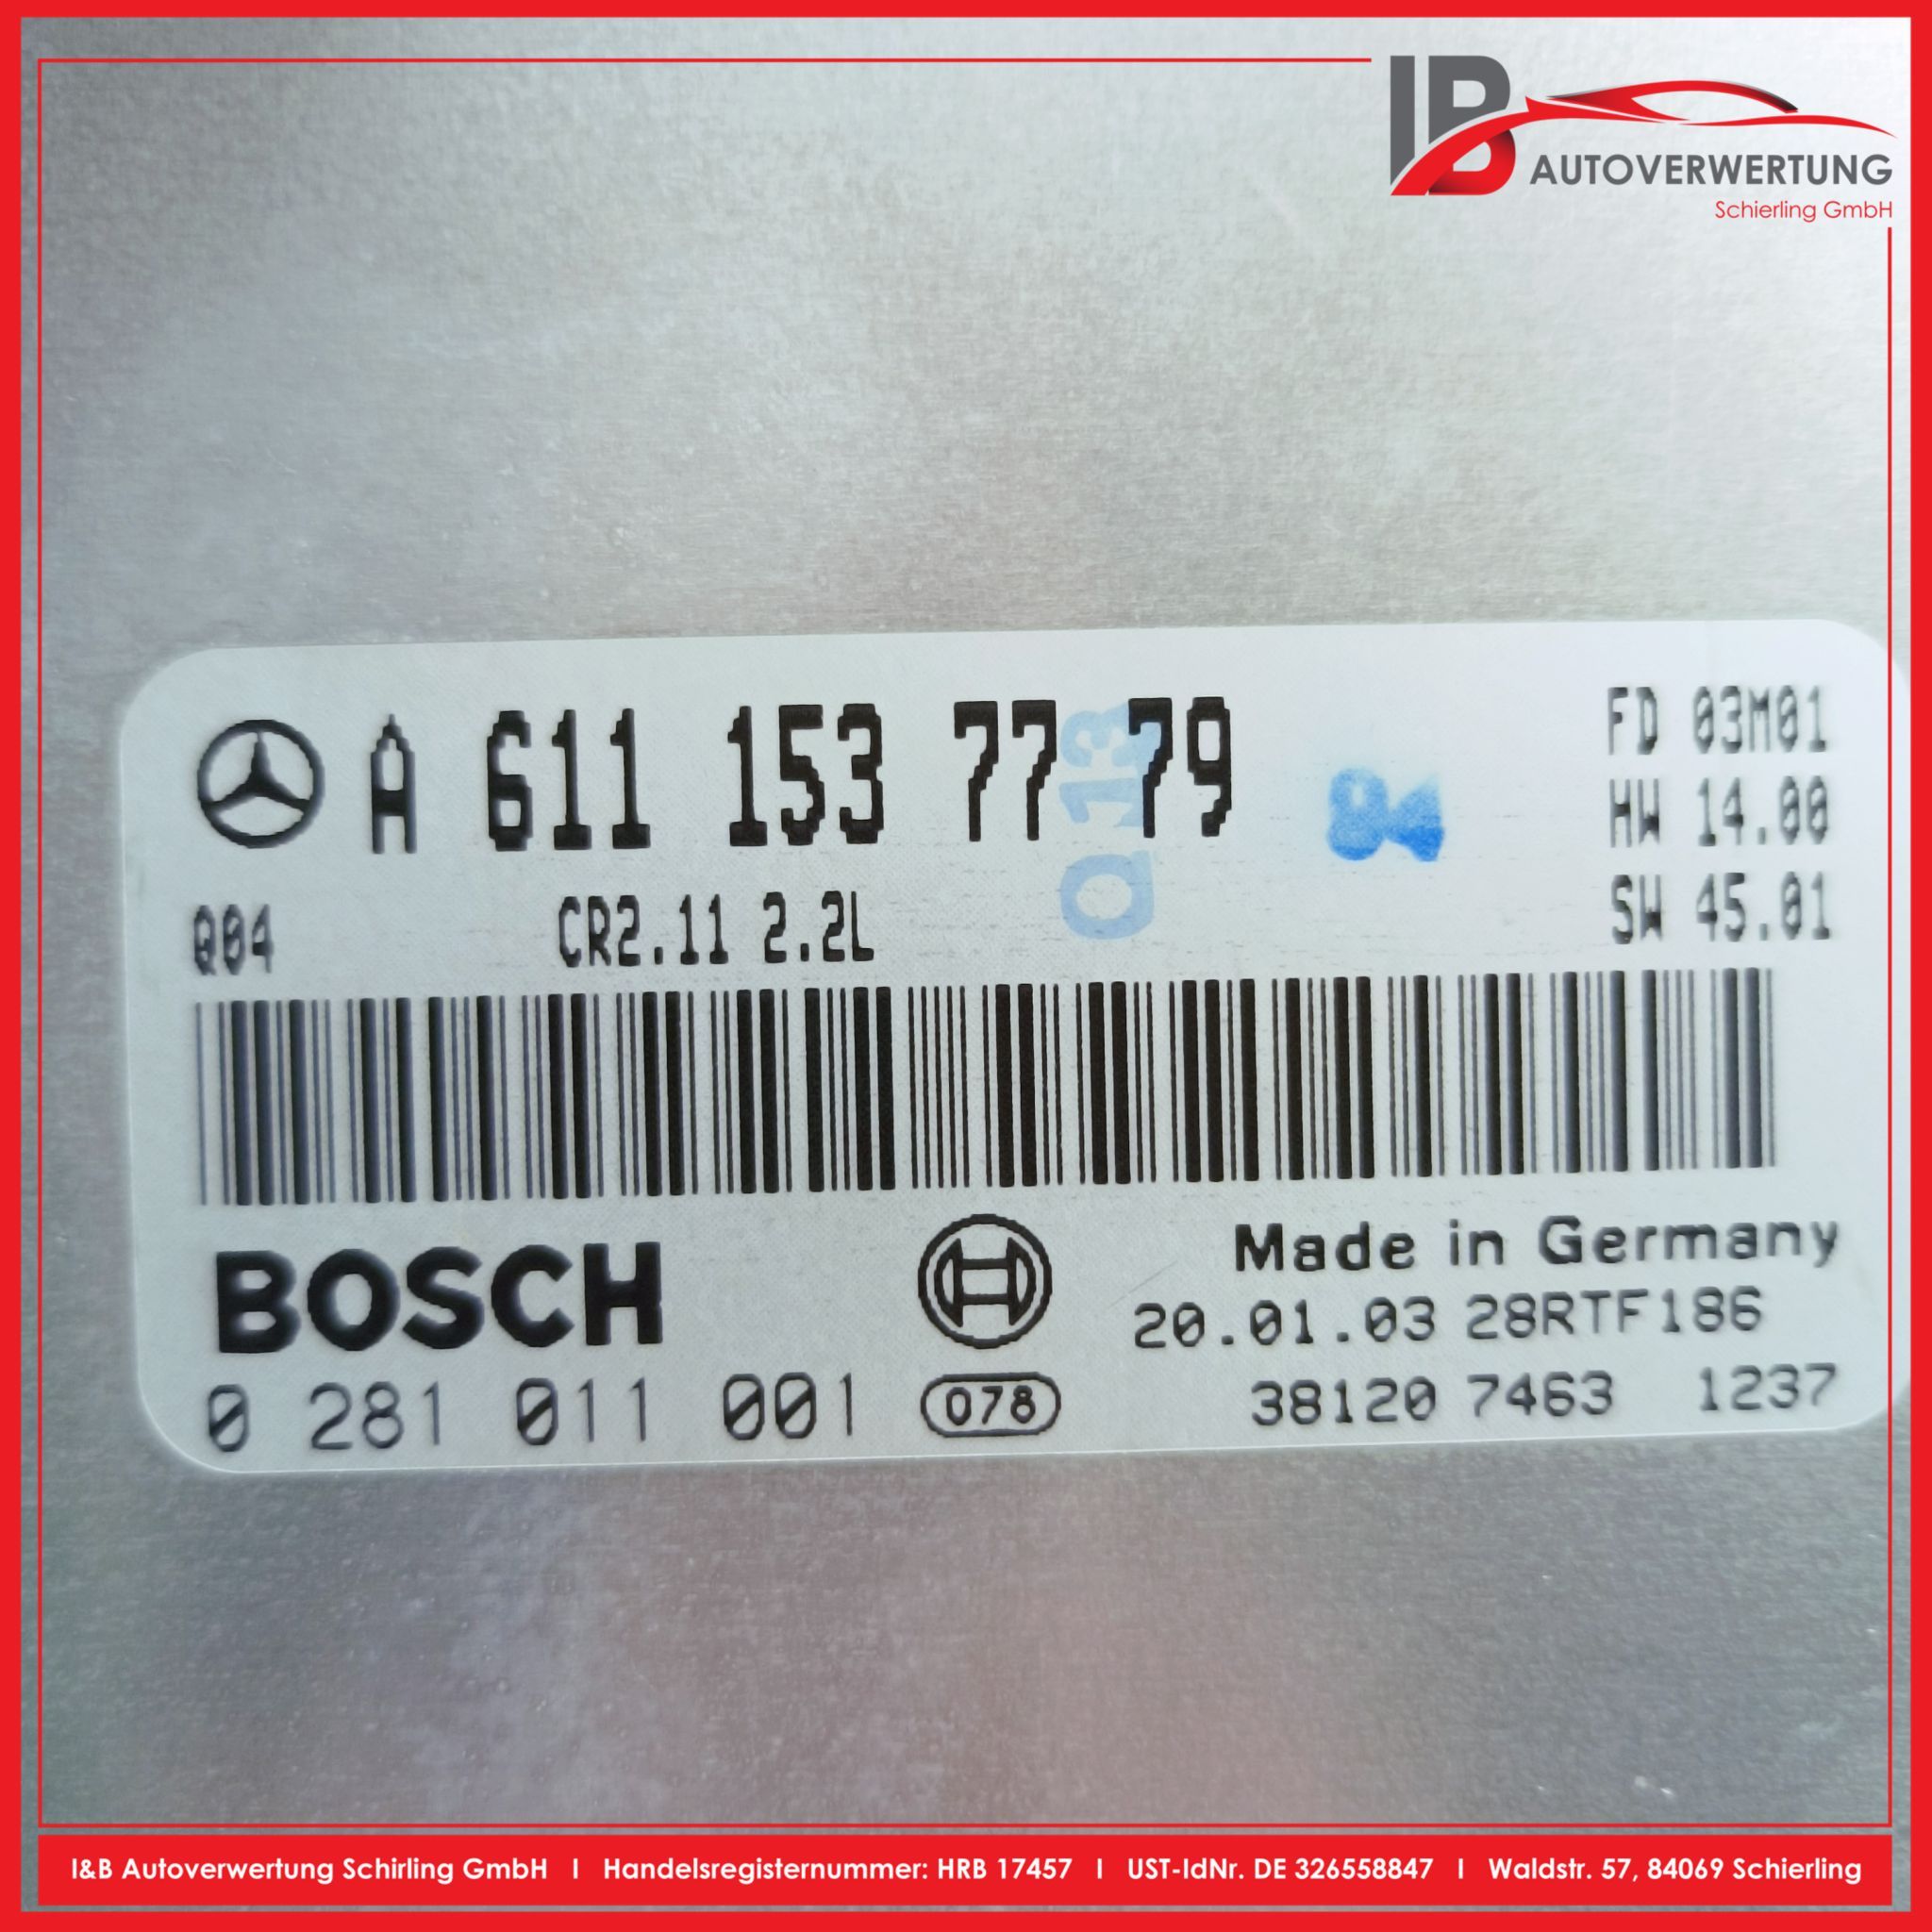 IB AUTOVERWERTUNG
Schierling GmbH
A 611 153 77 79
Q13
84
FD 03M01
HW 14.00
SW 45.01
Q04
CR2.11 2.2L
BOSCH
Made in Germany
20.01.03 28RTF186
0 281 011 001
078
38120 7463 1237
I&B Autoverwertung Schirling GmbH I Handelsregisternummer: HRB 17457 I UST-IdNr. DE 326558847 I Waldstr. 57, 84069 Schierling